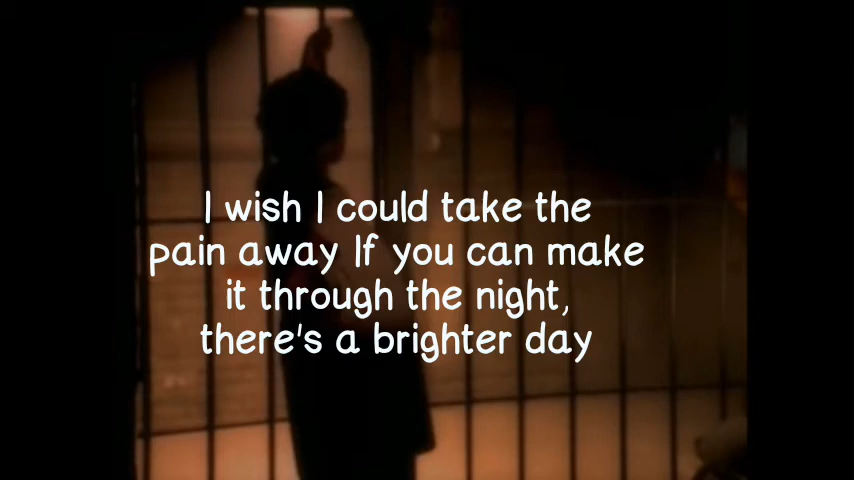 I wish I could take the
pain away If you can make
it through the night,
there's a brighter day